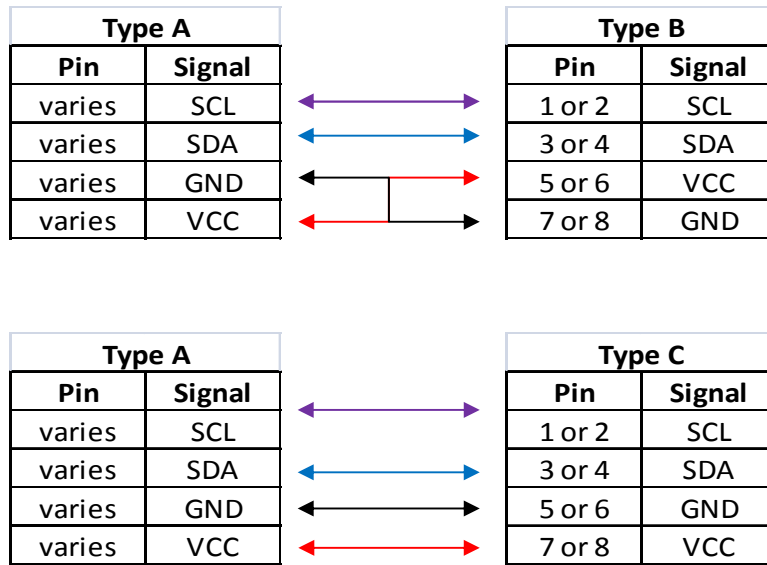 Type A Type B
Pin Signal Pin Signal
varies SCL 1 or 2 SCL
varies SDA 3 or 4 SDA
varies GND 5 or 6 VCC
varies VCC 7 or 8 GND
Type A Type C
Pin Signal Pin Signal
varies SCL 1 or 2 SCL
varies SDA 3 or 4 SDA
varies GND 5 or 6 GND
varies VCC 7 or 8 VCC